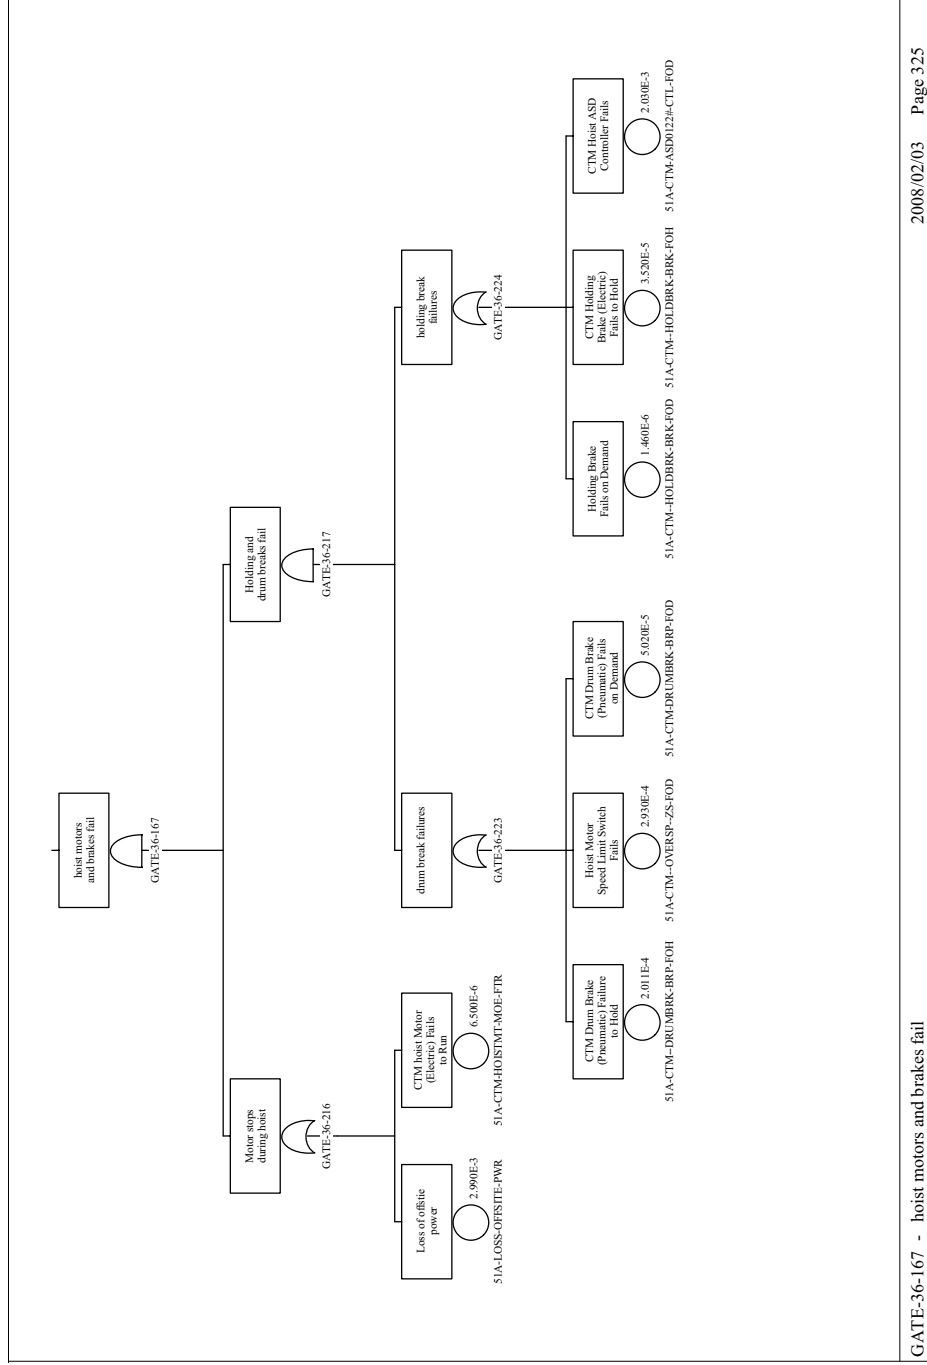 hoist motors
and brakes fail
GATE-36-167
Motor stops
during hoist
GATE-36-216
Holding and
drum breaks fail
GATE-36-217
Loss of offstie
power
2.990E-3
51A-LOSS-OFFSITE-PWR
CTM hoist Motor
(Electric) Fails
to Run
6.500E-6
51A-CTM-HOISTMT-MOE-FTR
drum break failures
GATE-36-223
holding break
failures
GATE-36-224
CTM Drum Brake
(Pneumatic) Failure
to Hold
2.011E-4
51A-CTM--DRUMBRK-BRP-FOH
Hoist Motor
Speed Limit Switch
Fails
2.930E-4
51A-CTM--OVERSP--ZS-FOD
CTM Drum Brake
(Pneumatic) Fails
on Demand
5.020E-5
51A-CTM-DRUMBRK-BRP-FOD
Holding Brake
Fails on Demand
1.460E-6
51A-CTM--HOLDBRK-BRK-FOD
CTM Holding
Brake (Electric)
Fails to Hold
3.520E-5
51A-CTM--HOLDBRK-BRK-FOH
CTM Hoist ASD
Controller Fails
2.030E-3
51A-CTM-ASD0122#-CTL-FOD
GATE-36-167 - hoist motors and brakes fail
2008/02/03 Page 325